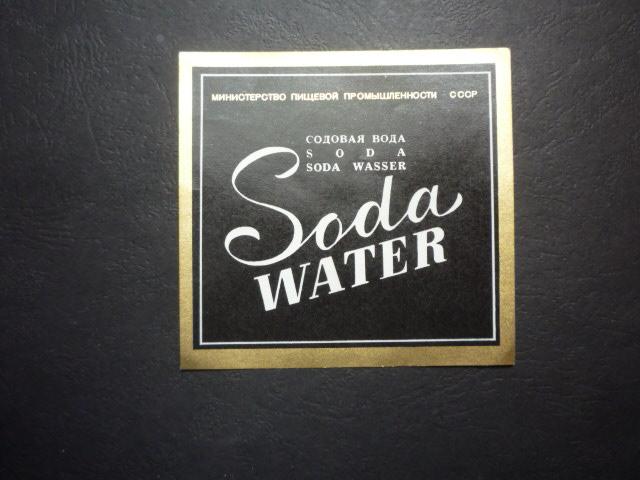 МИНИСТЕРСТВО ПИЩЕВОЙ ПРОМЫШЛЕННОСТИ СССР
СОДОВАЯ ВОДА
SODA
SODA WASSER
Soda
WATER